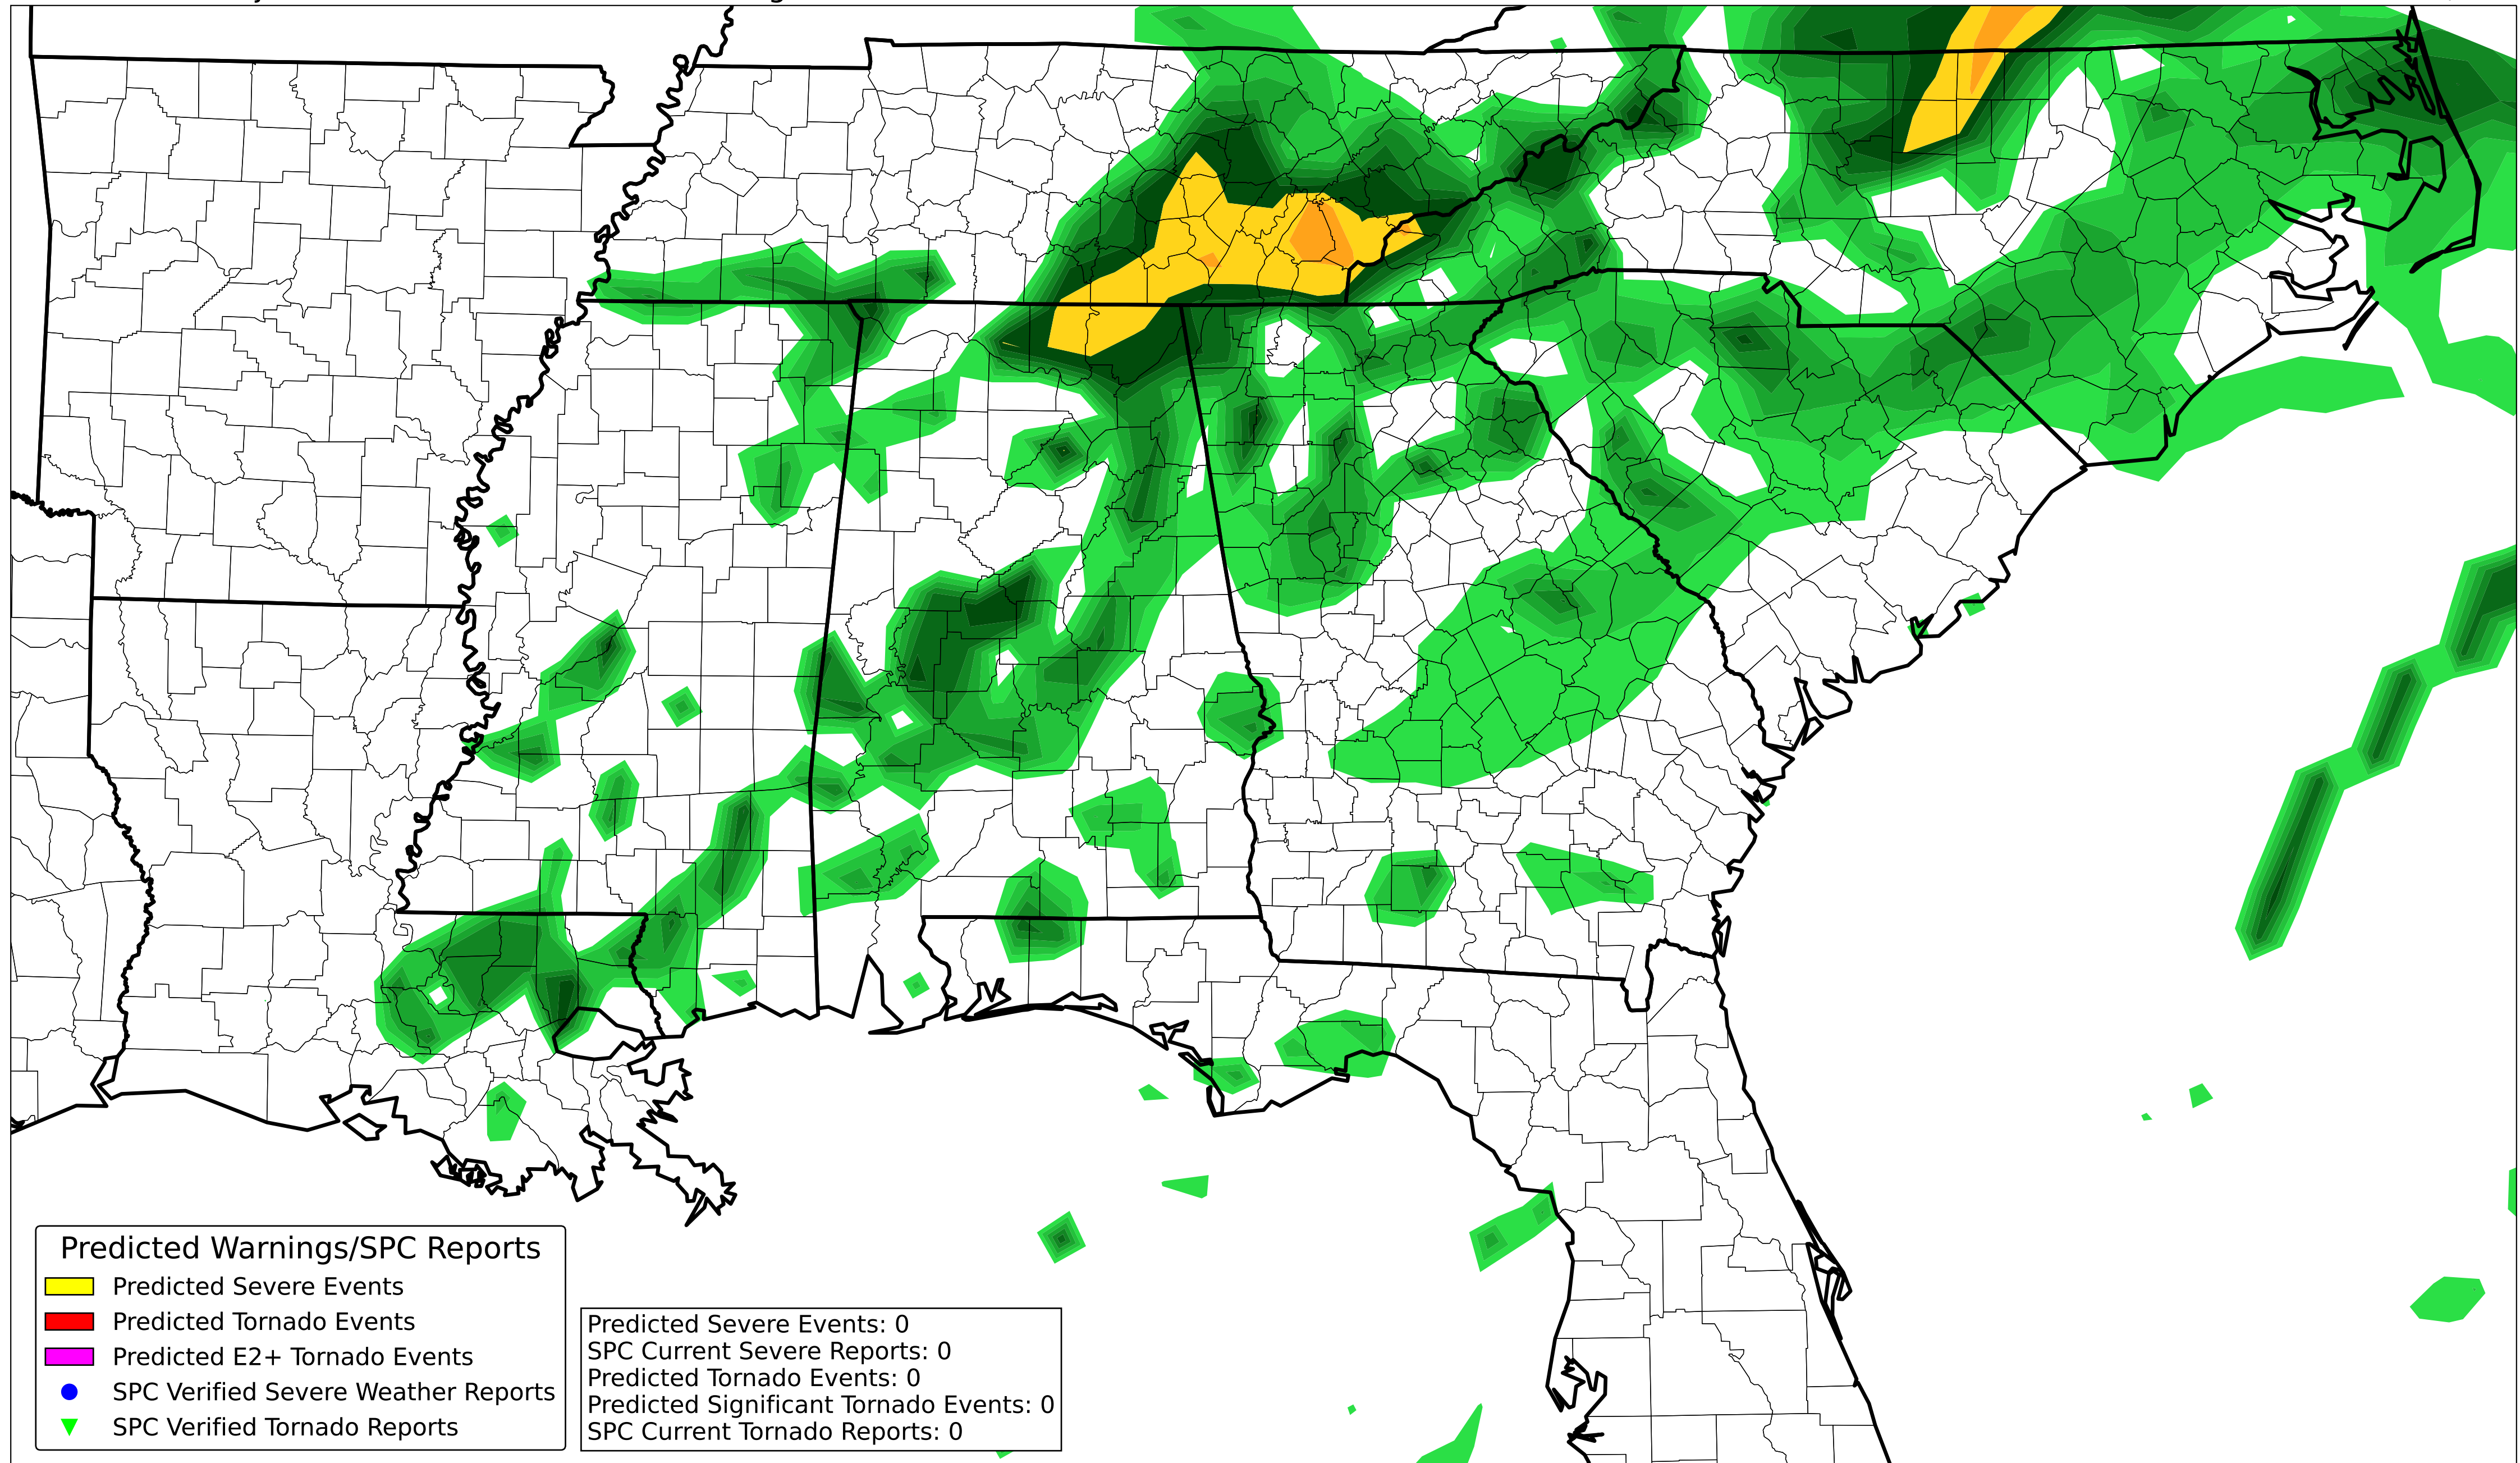 Predicted Warnings/SPC Reports
Predicted Severe Events
Predicted Tornado Events
Predicted E2+ Tornado Events
SPC Verified Severe Weather Reports
SPC Verified Tornado Reports
Predicted Severe Events: 0
SPC Current Severe Reports: 0
Predicted Tornado Events: 0
Predicted Significant Tornado Events: 0
SPC Current Tornado Reports: 0